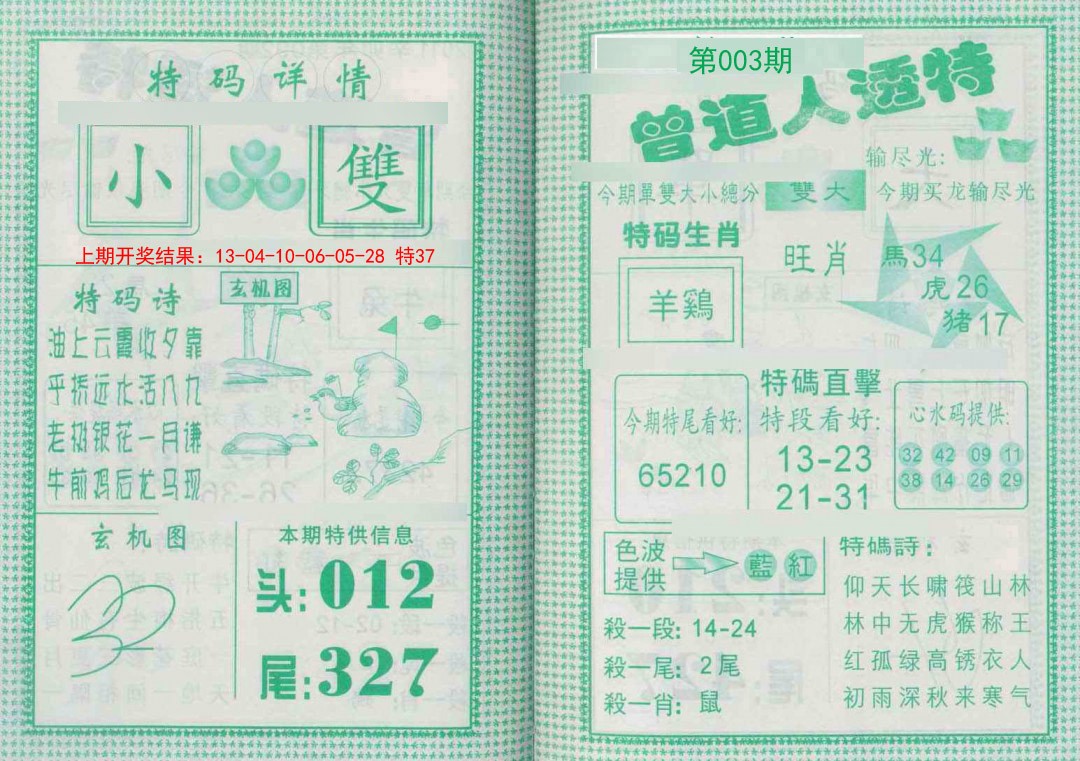 特码详情
小 雙
上期开奖结果：13-04-10-06-05-28 特37
特码诗
油上云霞收夕靠
平搭远水活八九
老初银花一月谦
牛前鸡后龙马现
玄机图
玄机图
本期特供信息
头:012
尾:327
第003期
曾道人透特
输尽光:
今期單雙大小總分 雙大 今期买龙输尽光
特码生肖
羊鷄
旺肖
馬34
虎26
猪17
特碼直擊
今期特尾看好:
65210
特段看好:
13-23
21-31
心水码提供:
32 42 09 11
38 14 26 29
色波
提供
藍 紅
殺一段: 14-24
殺一尾: 2尾
殺一肖: 鼠
特碼詩：
仰天长啸筏山林
林中无虎猴称王
红孤绿高锈衣人
初雨深秋来寒气